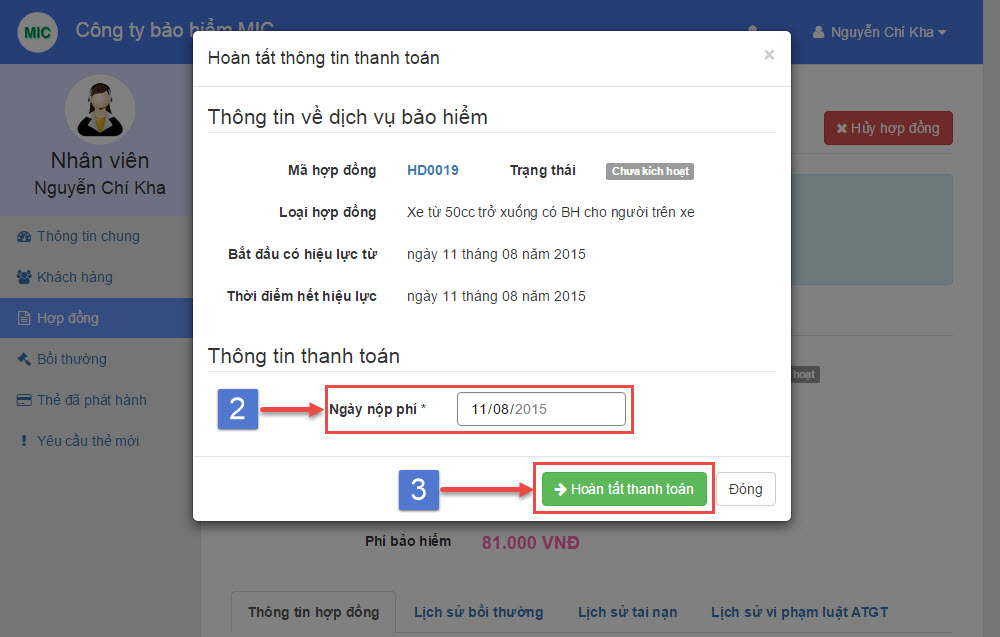 MIC Công ty bảo hiểm MIC
Nguyễn Chí Kha
Nhân viên
Nguyễn Chí Kha
Thông tin chung
Khách hàng
Hợp đồng
Bồi thường
Thẻ đã phát hành
Yêu cầu thẻ mới
Hủy hợp đồng
Hoàn tất thông tin thanh toán ×
Thông tin về dịch vụ bảo hiểm
Mã hợp đồng HD0019 Trạng thái Chưa kích hoạt
Loại hợp đồng Xe từ 50cc trở xuống có BH cho người trên xe
Bắt đầu có hiệu lực từ ngày 11 tháng 08 năm 2015
Thời điểm hết hiệu lực ngày 11 tháng 08 năm 2015
Thông tin thanh toán
hoạt
2 Ngày nộp phí * 11/08/2015
3 Hoàn tất thanh toán Đóng
Phí bảo hiểm 81.000 VNĐ
Thông tin hợp đồng Lịch sử bồi thường Lịch sử tai nạn Lịch sử vi phạm luật ATGT